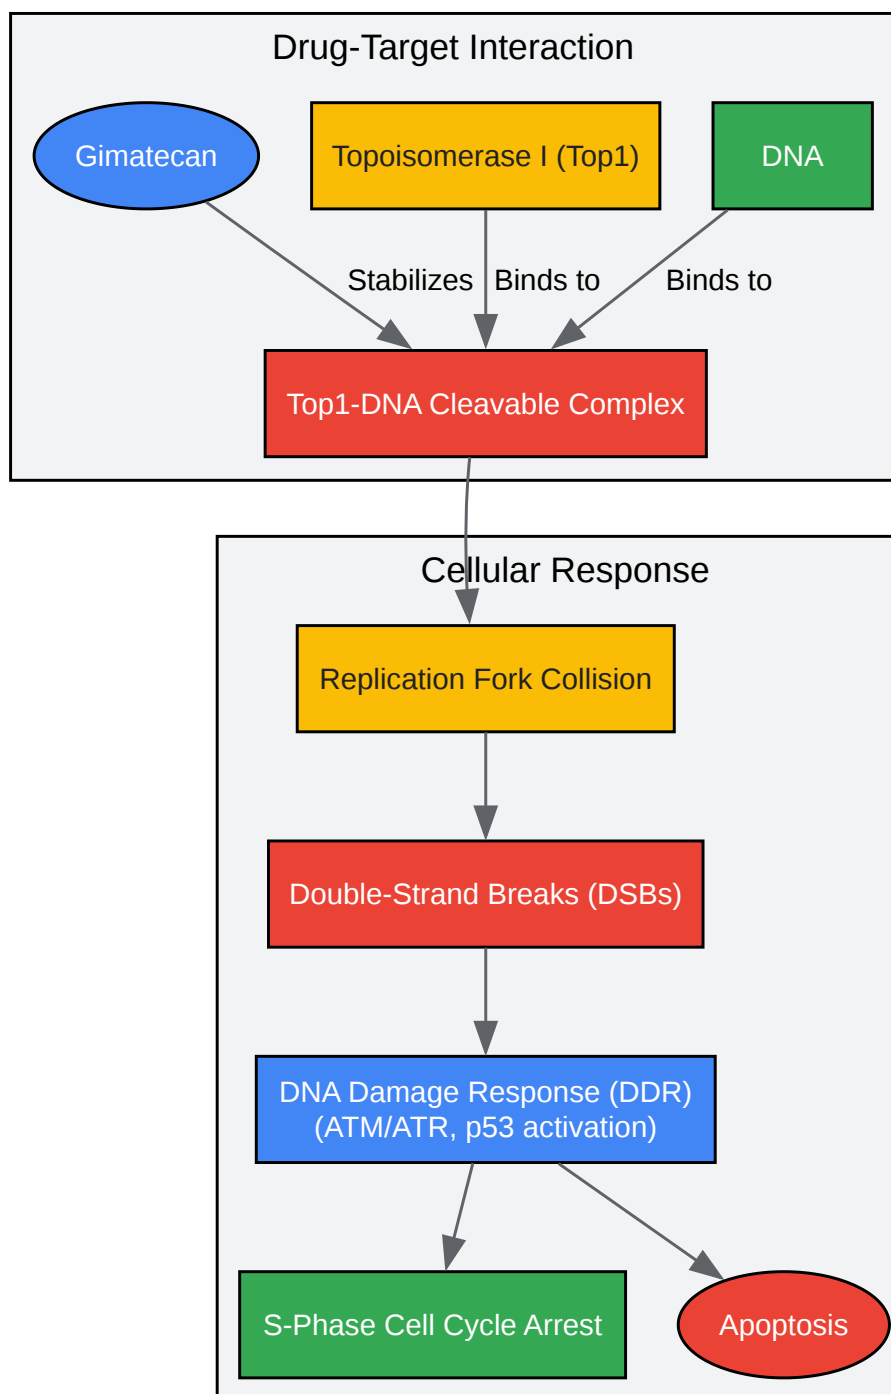 Drug-Target Interaction
Gimatecan
Topoisomerase I (Top1)
DNA
Stabilizes
Binds to
Binds to
Top1-DNA Cleavable Complex
Cellular Response
Replication Fork Collision
Double-Strand Breaks (DSBs)
DNA Damage Response (DDR)
(ATM/ATR, p53 activation)
S-Phase Cell Cycle Arrest
Apoptosis